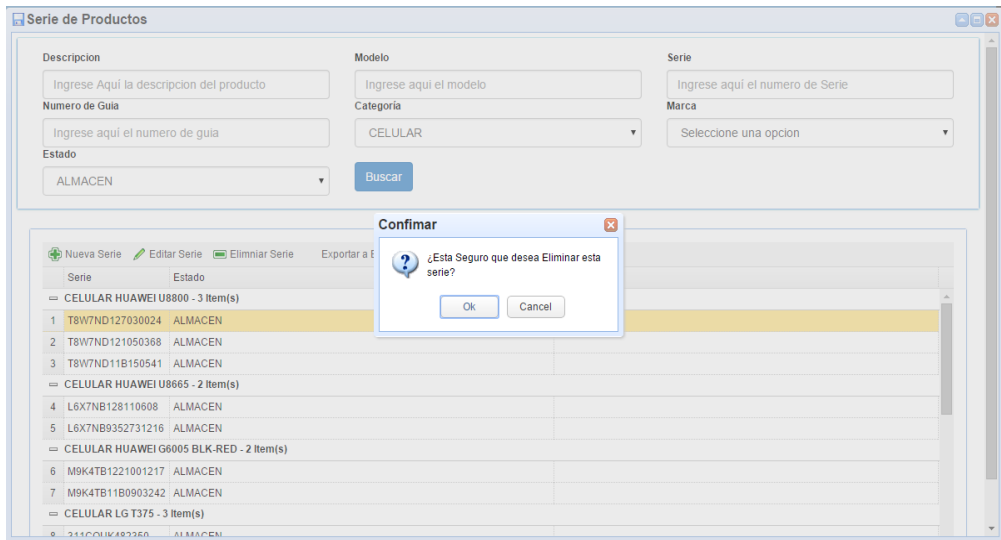 Serie de Productos
Descripcion Modelo Serie
Ingrese Aquí la descripcion del producto Ingrese aqui el modelo Ingrese aquí el numero de Serie
Numero de Guia Categoría Marca
Ingrese aquí el numero de guia CELULAR Seleccione una opcion
Estado
ALMACEN Buscar
Confimar
¿Esta Seguro que desea Eliminar esta
serie?
Ok Cancel
Nueva Serie Editar Serie Elimniar Serie Exportar a E
Serie Estado
CELULAR HUAWEI U8800 - 3 Item(s)
1 T8W7ND127030024 ALMACEN
2 T8W7ND121050368 ALMACEN
3 T8W7ND11B150541 ALMACEN
CELULAR HUAWEI U8665 - 2 Item(s)
4 L6X7NB128110608 ALMACEN
5 L6X7NB9352731216 ALMACEN
CELULAR HUAWEI G6005 BLK-RED - 2 Item(s)
6 M9K4TB1221001217 ALMACEN
7 M9K4TB11B0903242 ALMACEN
CELULAR LG T375 - 3 Item(s)
8 ALMACEN